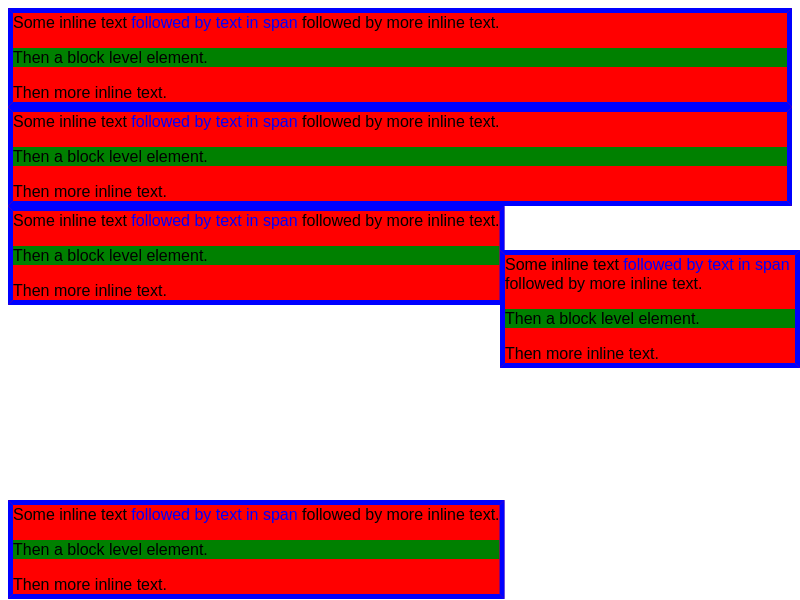 Some inline text followed by text in span followed by more inline text.
Then a block level element.
Then more inline text.
Some inline text followed by text in span followed by more inline text.
Then a block level element.
Then more inline text.
Some inline text followed by text in span followed by more inline text.
Then a block level element.
Then more inline text.
Some inline text followed by text in span
followed by more inline text.
Then a block level element.
Then more inline text.
Some inline text followed by text in span followed by more inline text.
Then a block level element.
Then more inline text.